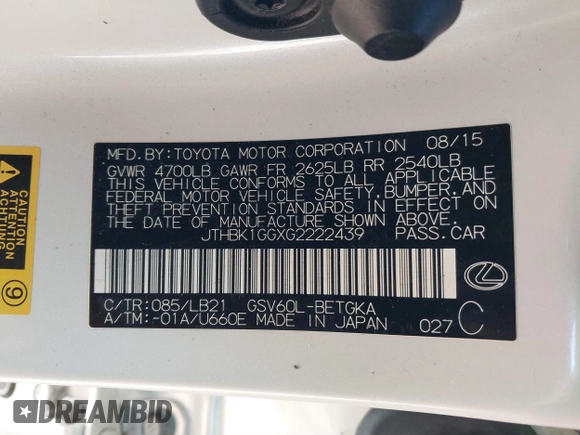 MFD.BY:TOYOTA MOTOR CORPORATION 08/15
GVWR 4700LB GAWR FR 2625LB RR 2540LB
THIS VEHICLE CONFORMS TO ALL APPLICABLE
FEDERAL MOTOR VEHICLE SAFETY, BUMPER, AND
THEFT PREVENTION STANDARDS IN EFFECT ON
THE DATE OF MANUFACTURE SHOWN ABOVE.
JTHBK1GGXG2222439 PASS.CAR
C/TR:085/LB21 GSV60L-BETGKA
A/TM:-01A/U660E MADE IN JAPAN 027 C
CAUTION
ATTENTION
9
DREAMBID